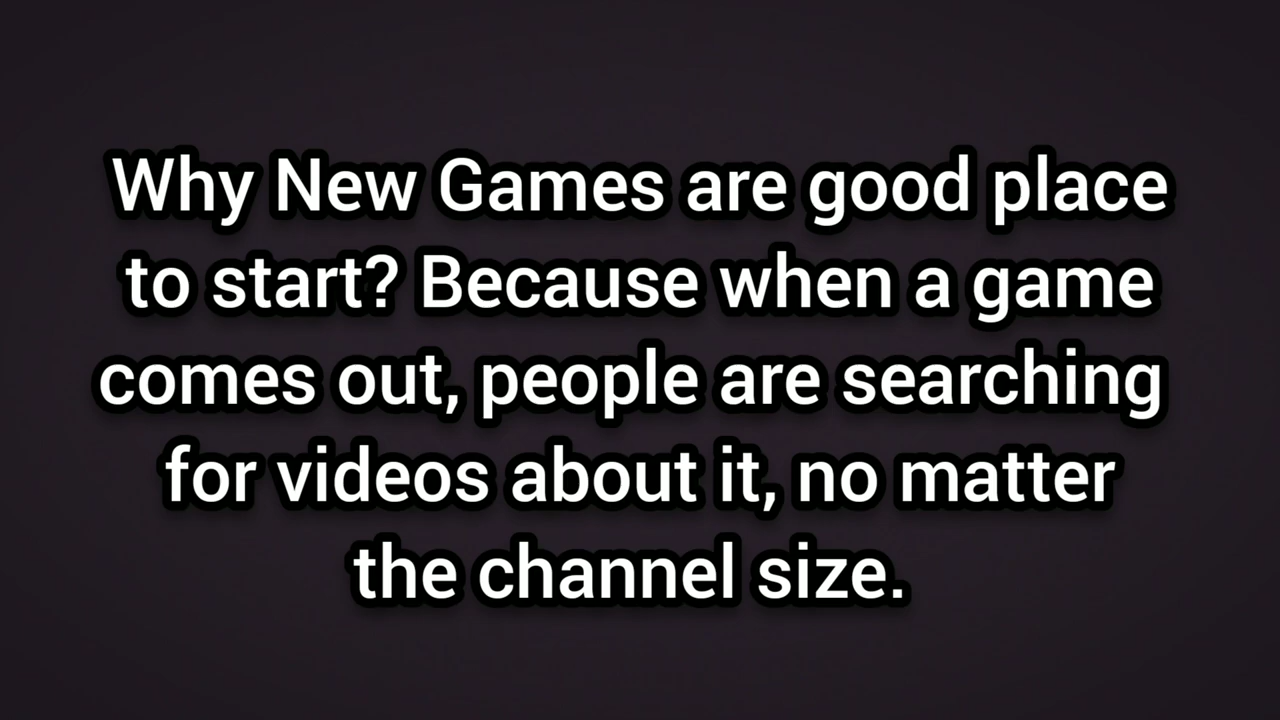 Why New Games are good place
to start? Because when a game
comes out, people are searching
for videos about it, no matter
the channel size.